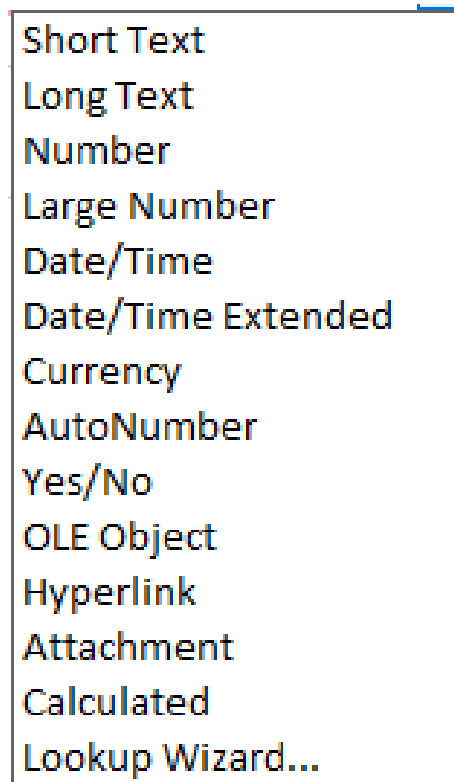 Short Text
Long Text
Number
Large Number
Date/Time
Date/Time Extended
Currency
AutoNumber
Yes/No
OLE Object
Hyperlink
Attachment
Calculated
Lookup Wizard...